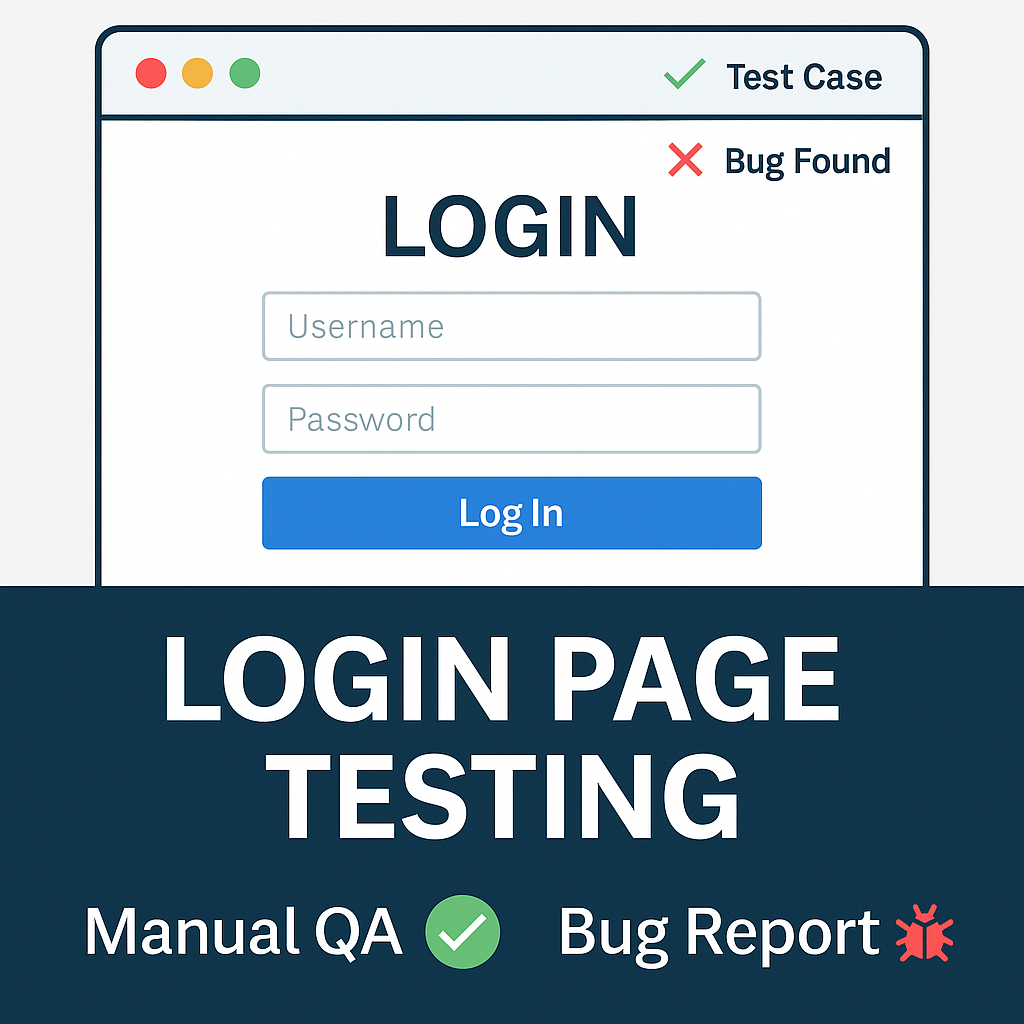 Test Case
Bug Found
LOGIN
Username
Password
Log In
LOGIN PAGE
TESTING
Manual QA Bug Report